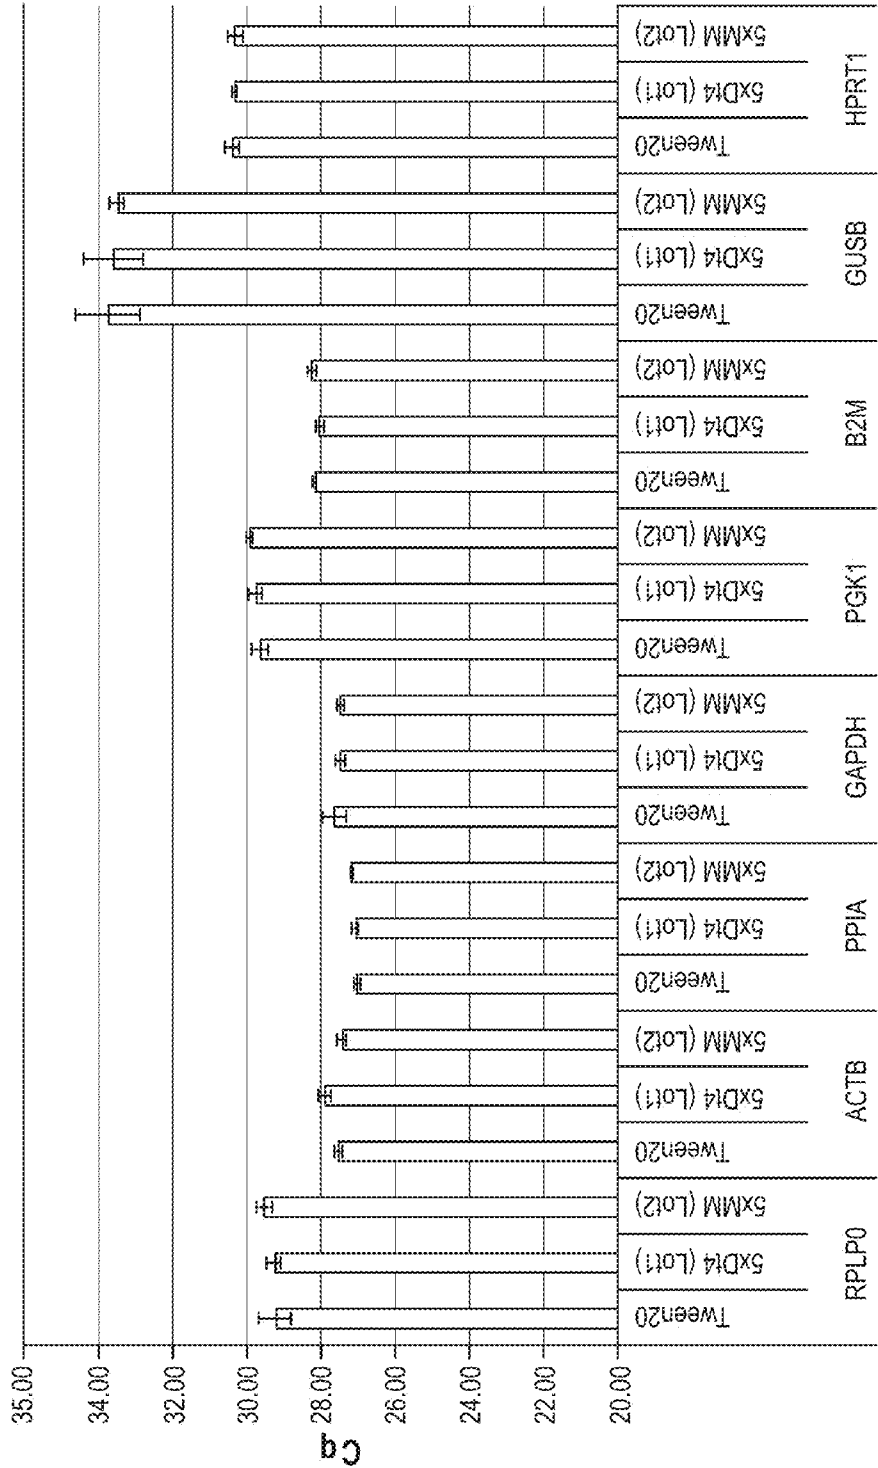 Cq
35.00
34.00
32.00
30.00
28.00
26.00
24.00
22.00
20.00
Tween20
5xDt4 (Lot1)
5xMM (Lot2)
RPLP0
Tween20
5xDt4 (Lot1)
5xMM (Lot2)
ACTB
Tween20
5xDt4 (Lot1)
5xMM (Lot2)
PPIA
Tween20
5xDt4 (Lot1)
5xMM (Lot2)
GAPDH
Tween20
5xDt4 (Lot1)
5xMM (Lot2)
PGK1
Tween20
5xDt4 (Lot1)
5xMM (Lot2)
B2M
Tween20
5xDt4 (Lot1)
5xMM (Lot2)
GUSB
Tween20
5xDt4 (Lot1)
5xMM (Lot2)
HPRT1